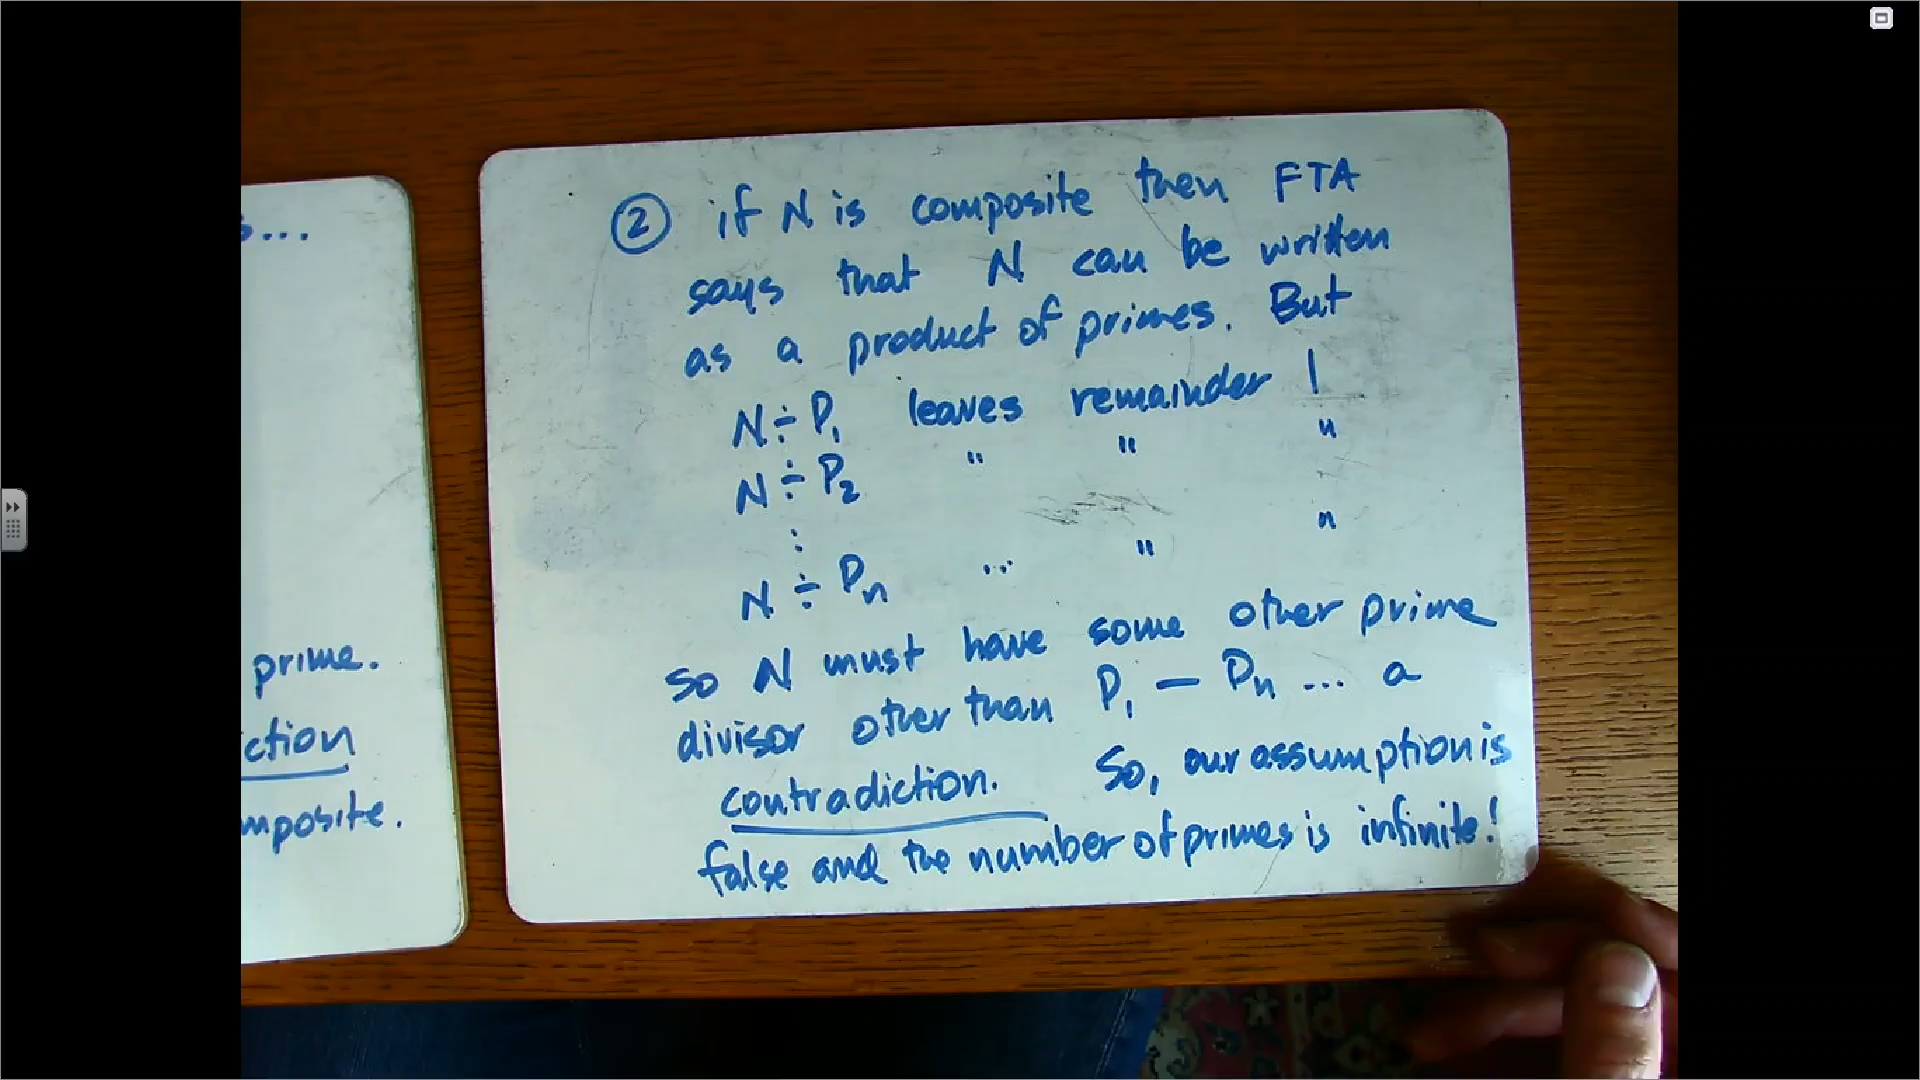 s...
prime.
ction
mposite.
② if N is composite then FTA
says that N can be written
as a product of primes. But
N ÷ P₁ leaves remainder 1
N ÷ P₂ " " "
⋮
N ÷ Pₙ ... " "
So N must have some other prime
divisor other than P₁ — Pₙ ... a
contradiction. So, our assumption is
false and the number of primes is infinite!